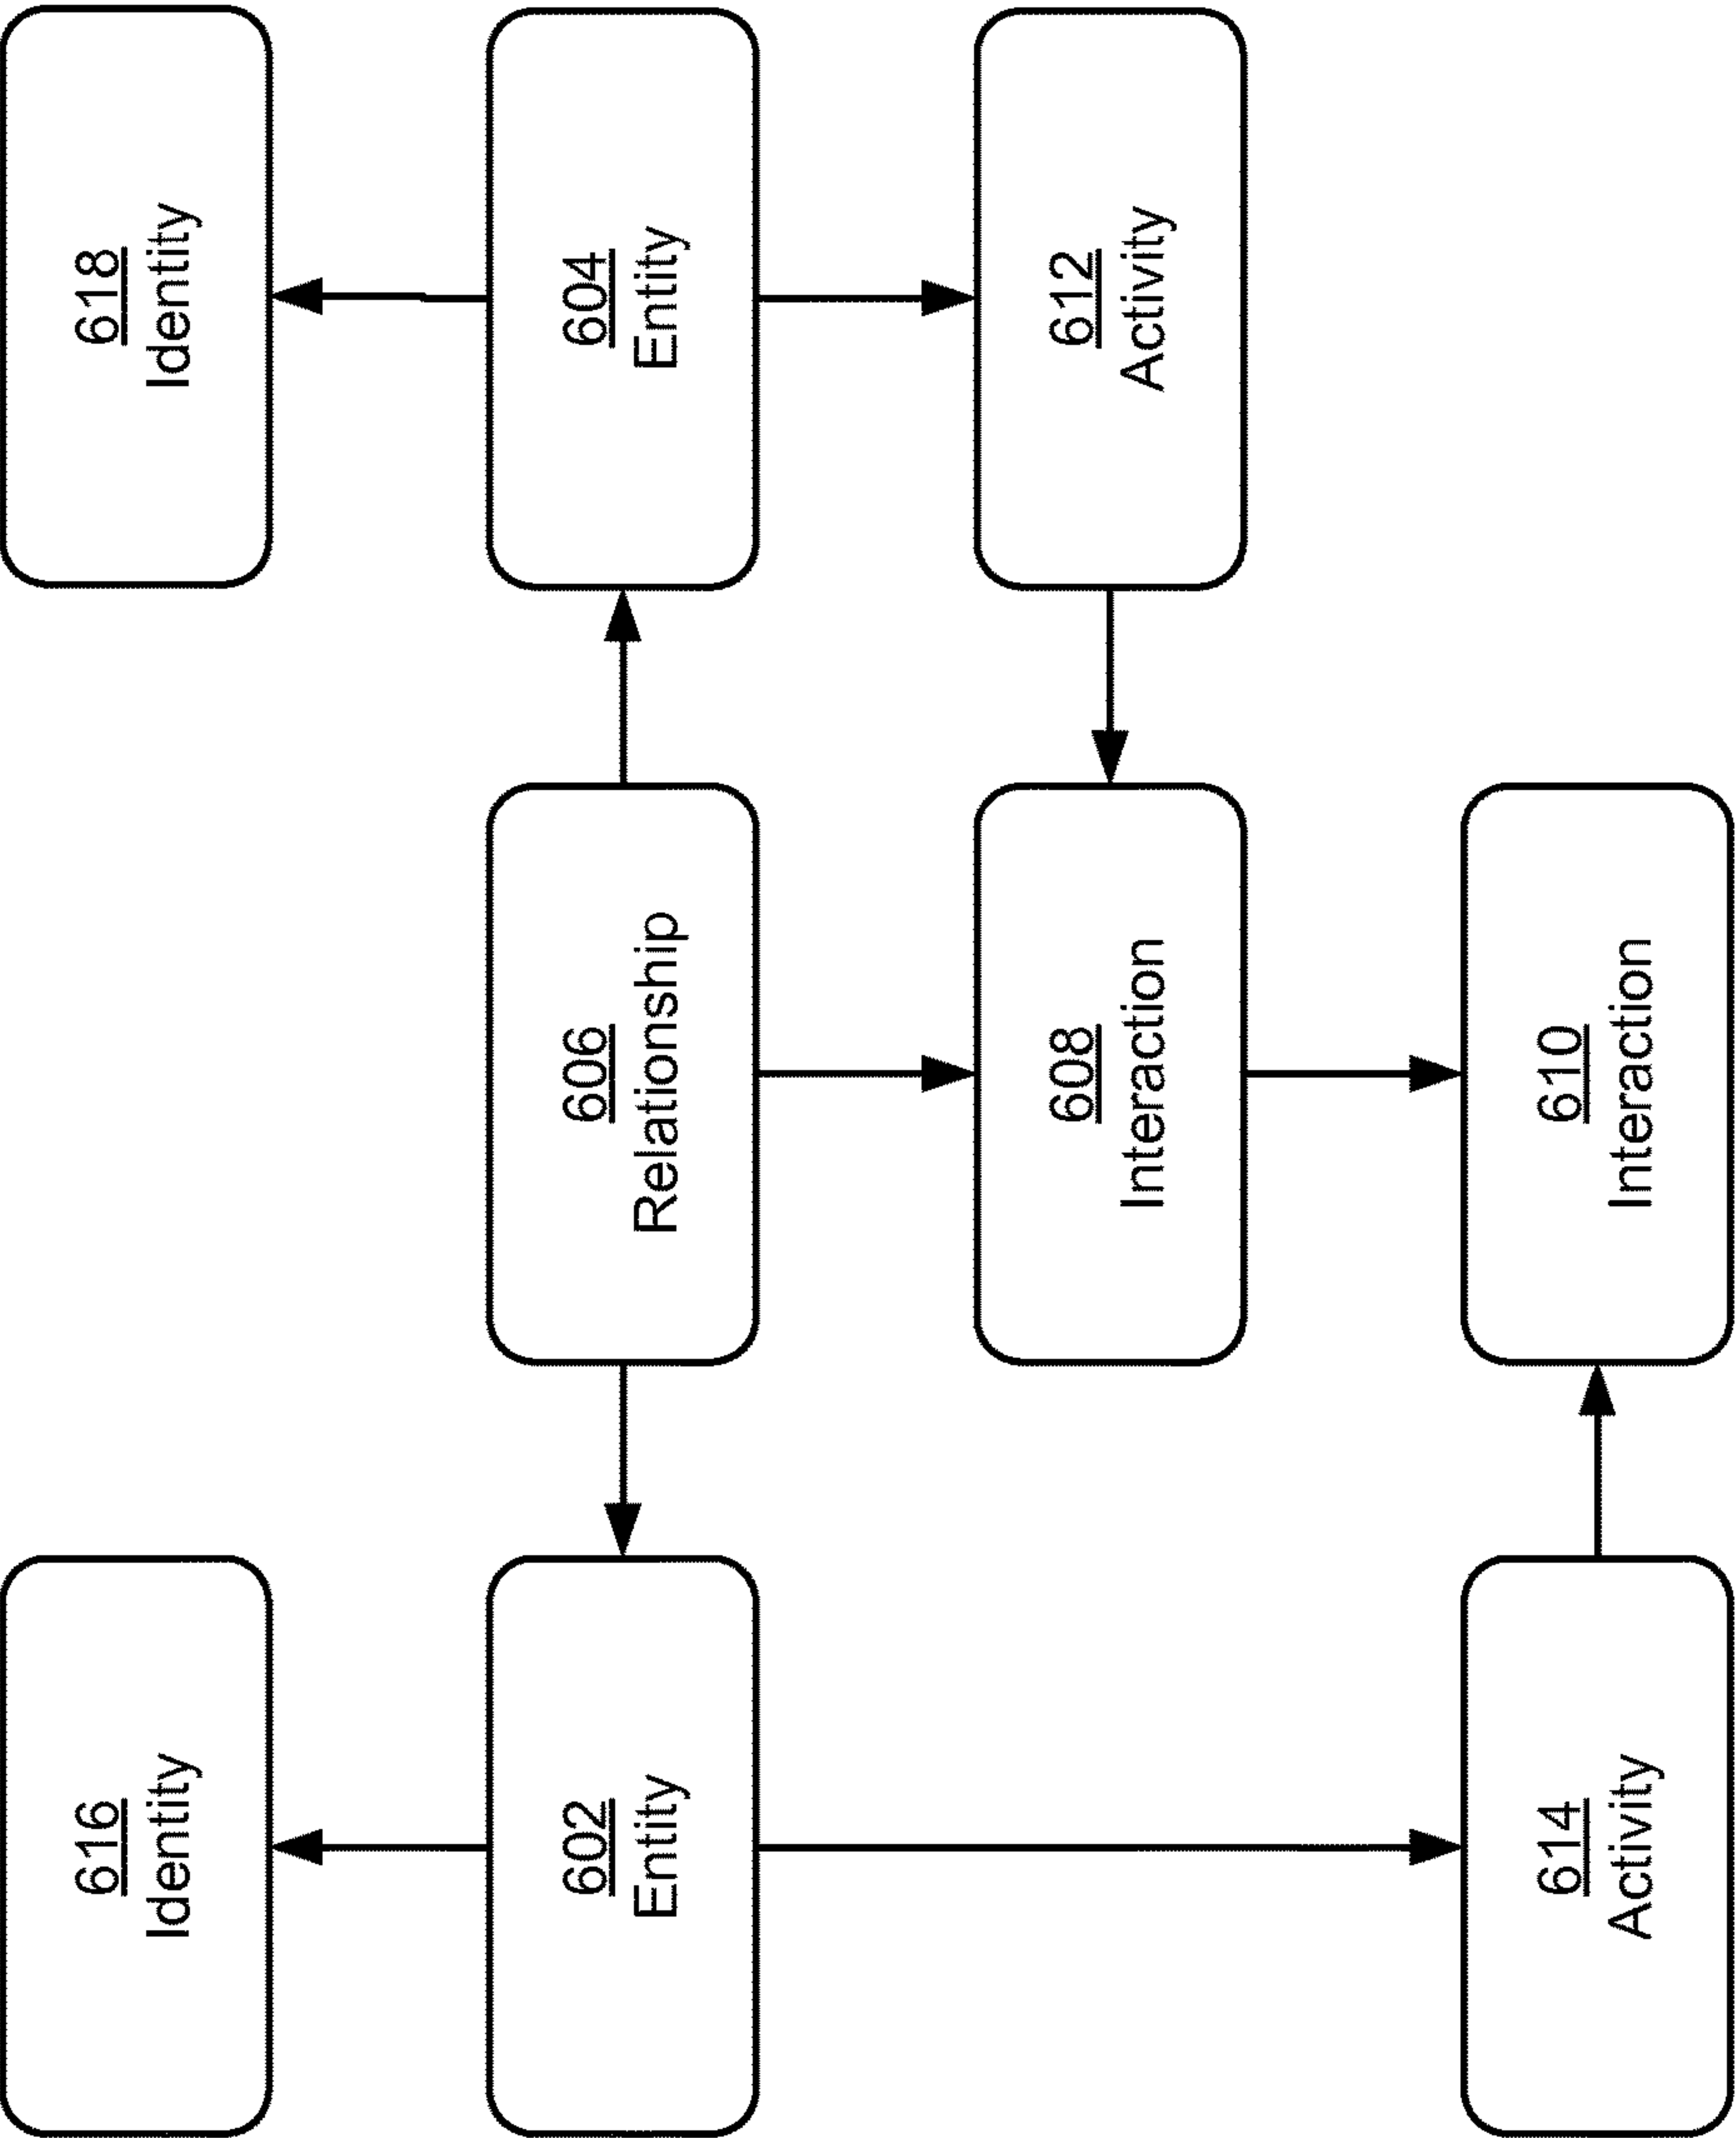 616
Identity
618
Identity
602
Entity
606
Relationship
604
Entity
608
Interaction
612
Activity
614
Activity
610
Interaction